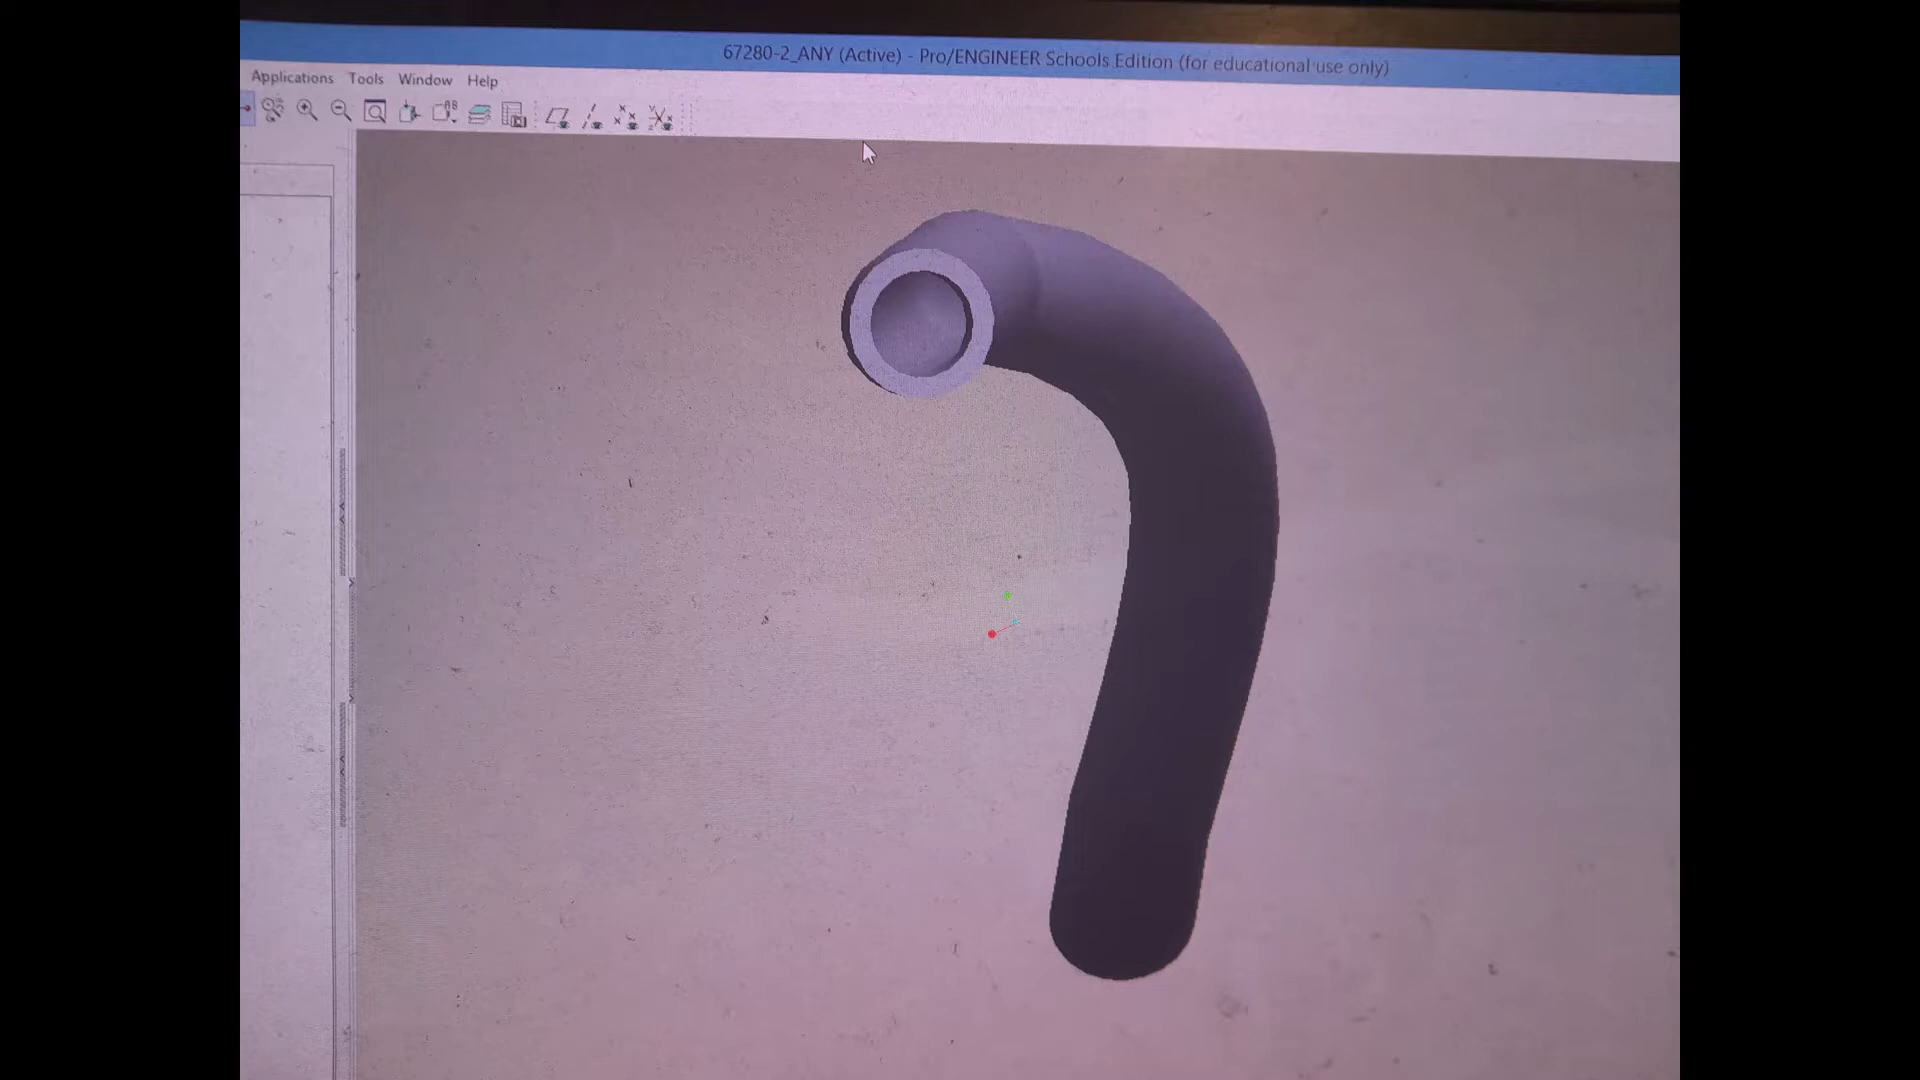 67280-2_ANY (Active) - Pro/ENGINEER Schools Edition (for educational use only)
Applications Tools Window Help